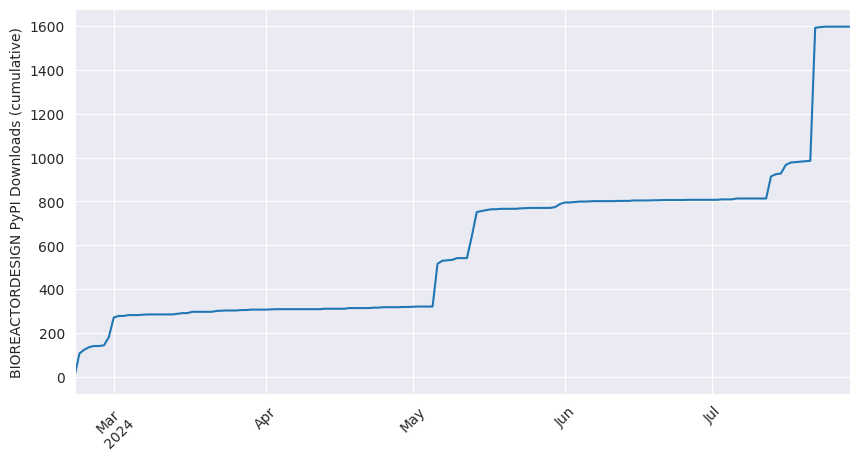 BIOREACTORDESIGN PyPI Downloads (cumulative)
1600
1400
1200
1000
800
600
400
200
0
Mar
2024
Apr
May
Jun
Jul